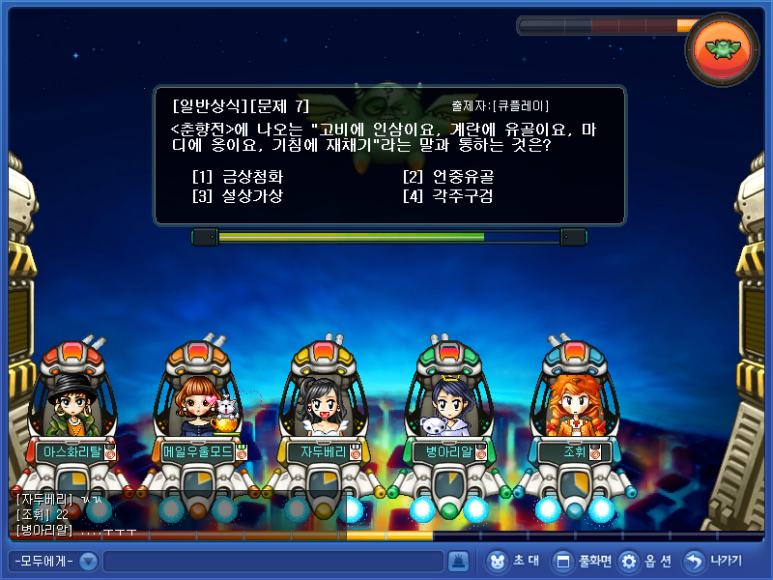 [일반상식][문제 7] 출제자:[큐플레이]
<춘향전>에 나오는 "고비에 인삼이요, 계란에 유골이요, 마
디에 옹이요, 기침에 재채기"라는 말과 통하는 것은?
[1] 금상첨화 [2] 언중유골
[3] 설상가상 [4] 각주구검
아스화리탈 메일우울모드 자두베리 병아리알 조휘
[자두베리] ㅉㅉ
[조휘] 22
[병아리알] ....ㅜㅜㅜ
-모두에게- 초 대 풀화면 옵 션 나가기